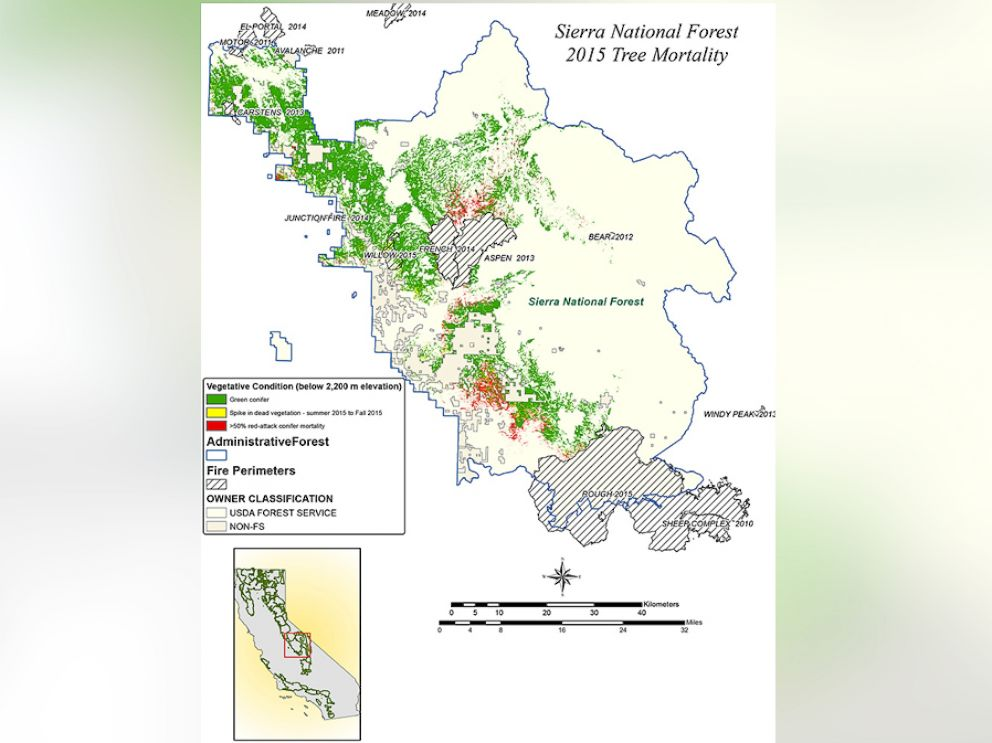 Sierra National Forest
2015 Tree Mortality
MEADOW 2014
EL PORTAL 2014
MOTOR 2011
AVALANCHE 2011
CARSTENS 2013
JUNCTION FIRE 2014
WILLOW 2015
FRENCH 2014
ASPEN 2013
BEAR 2012
Sierra National Forest
WINDY PEAK 2013
ROUGH 2015
SHEEP COMPLEX 2010
Vegetative Condition (below 2,200 m elevation)
Green conifer
Spike in dead vegetation - summer 2015 to Fall 2015
>50% red-attack conifer mortality
AdministrativeForest
Fire Perimeters
OWNER CLASSIFICATION
USDA FOREST SERVICE
NON-FS
N
W E
S
Kilometers
0 5 10 20 30 40
Miles
0 4 8 16 24 32